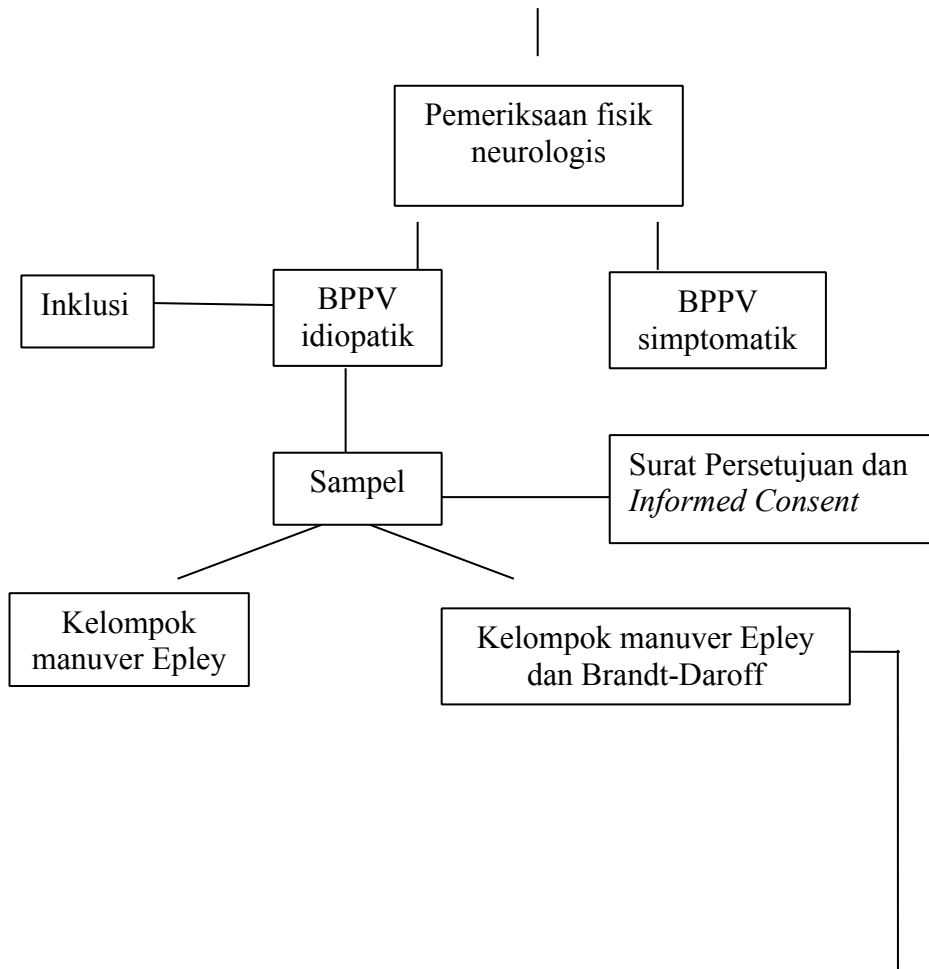 Pemeriksaan fisik
neurologis
Inklusi
BPPV
idiopatik
BPPV
simptomatik
Sampel
Surat Persetujuan dan
Informed Consent
Kelompok
manuver Epley
Kelompok manuver Epley
dan Brandt-Daroff